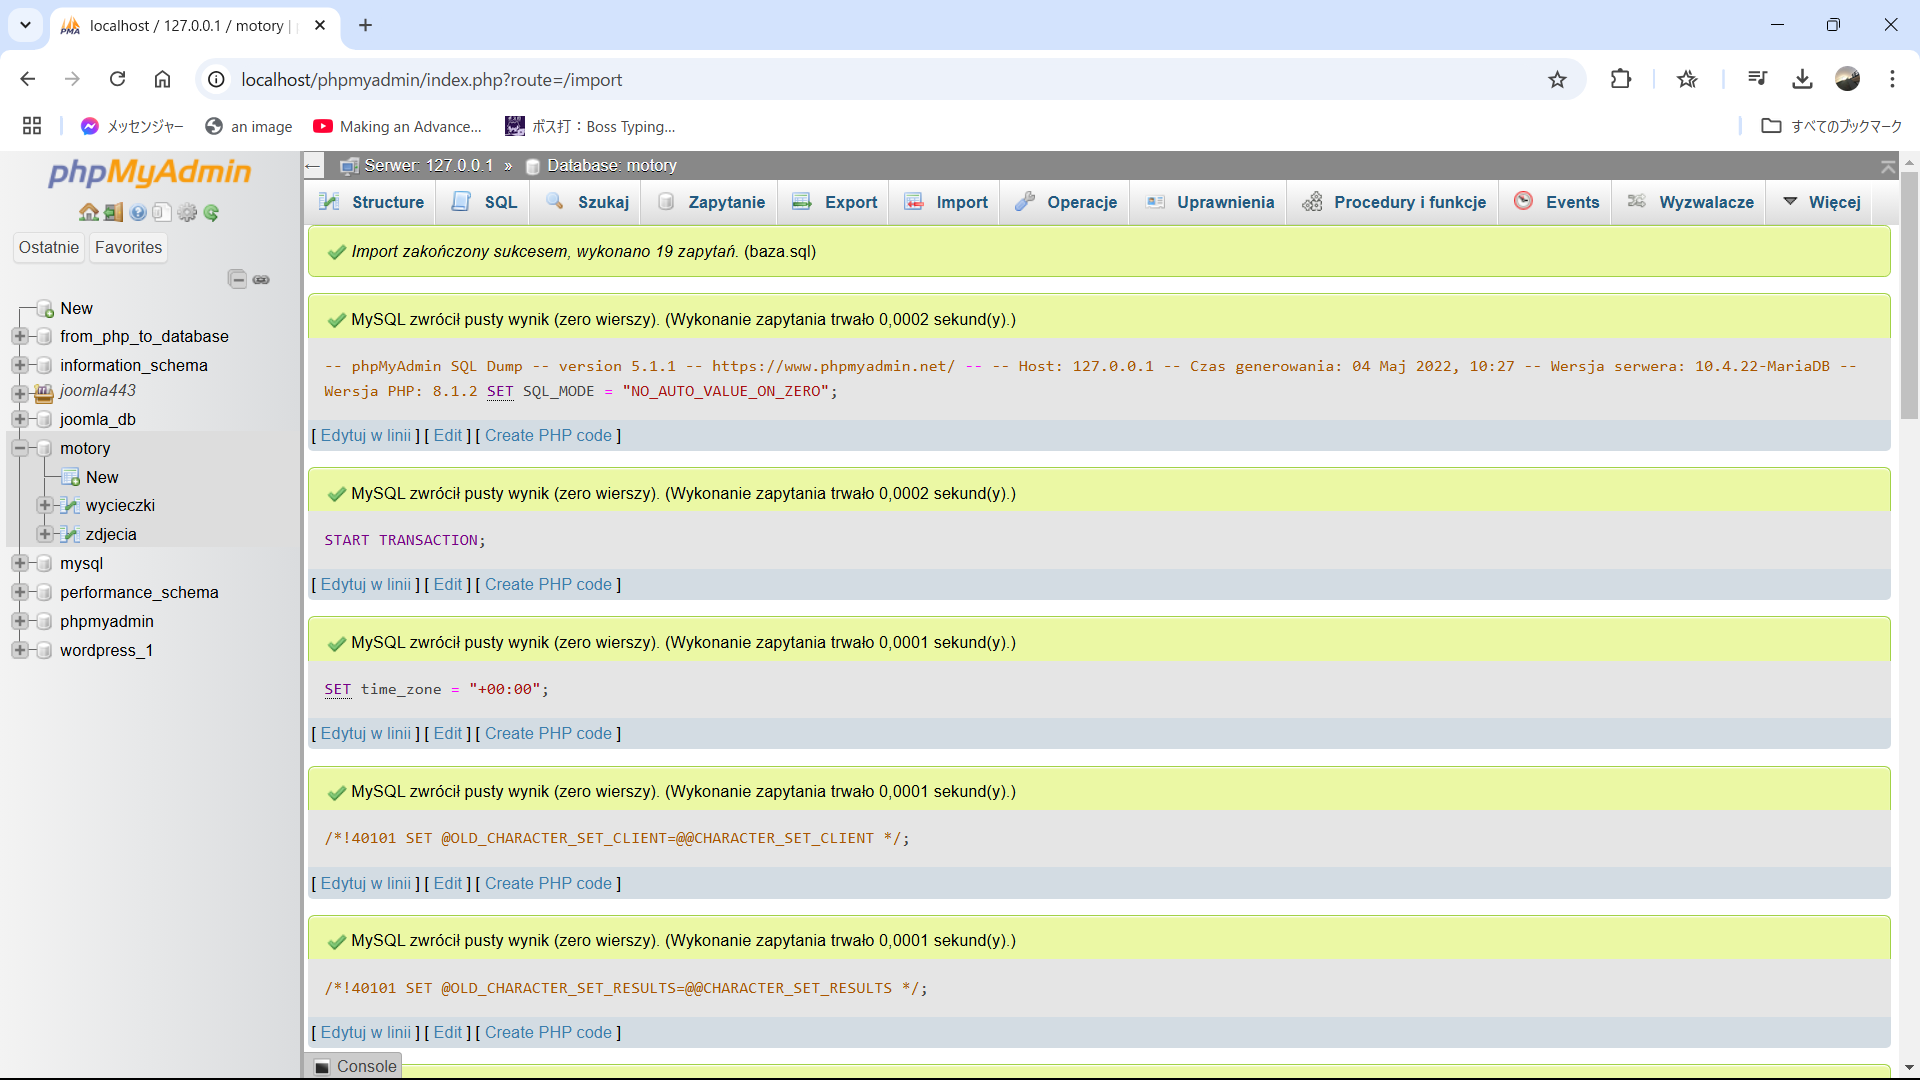 localhost / 127.0.0.1 / motory |
localhost/phpmyadmin/index.php?route=/import
メッセンジャー
an image
Making an Advance...
ボス打：Boss Typing...
すべてのブックマーク
phpMyAdmin
Ostatnie
Favorites
New
from_php_to_database
information_schema
joomla443
joomla_db
motory
New
wycieczki
zdjecia
mysql
performance_schema
phpmyadmin
wordpress_1
Serwer: 127.0.0.1 » Database: motory
Structure
SQL
Szukaj
Zapytanie
Export
Import
Operacje
Uprawnienia
Procedury i funkcje
Events
Wyzwalacze
Więcej
Import zakończony sukcesem, wykonano 19 zapytań. (baza.sql)
MySQL zwrócił pusty wynik (zero wierszy). (Wykonanie zapytania trwało 0,0002 sekund(y).)
-- phpMyAdmin SQL Dump -- version 5.1.1 -- https://www.phpmyadmin.net/ -- -- Host: 127.0.0.1 -- Czas generowania: 04 Maj 2022, 10:27 -- Wersja serwera: 10.4.22-MariaDB --
Wersja PHP: 8.1.2 SET SQL_MODE = "NO_AUTO_VALUE_ON_ZERO";
[ Edytuj w linii ] [ Edit ] [ Create PHP code ]
MySQL zwrócił pusty wynik (zero wierszy). (Wykonanie zapytania trwało 0,0002 sekund(y).)
START TRANSACTION;
[ Edytuj w linii ] [ Edit ] [ Create PHP code ]
MySQL zwrócił pusty wynik (zero wierszy). (Wykonanie zapytania trwało 0,0001 sekund(y).)
SET time_zone = "+00:00";
[ Edytuj w linii ] [ Edit ] [ Create PHP code ]
MySQL zwrócił pusty wynik (zero wierszy). (Wykonanie zapytania trwało 0,0001 sekund(y).)
/*!40101 SET @OLD_CHARACTER_SET_CLIENT=@@CHARACTER_SET_CLIENT */;
[ Edytuj w linii ] [ Edit ] [ Create PHP code ]
MySQL zwrócił pusty wynik (zero wierszy). (Wykonanie zapytania trwało 0,0001 sekund(y).)
/*!40101 SET @OLD_CHARACTER_SET_RESULTS=@@CHARACTER_SET_RESULTS */;
[ Edytuj w linii ] [ Edit ] [ Create PHP code ]
Console